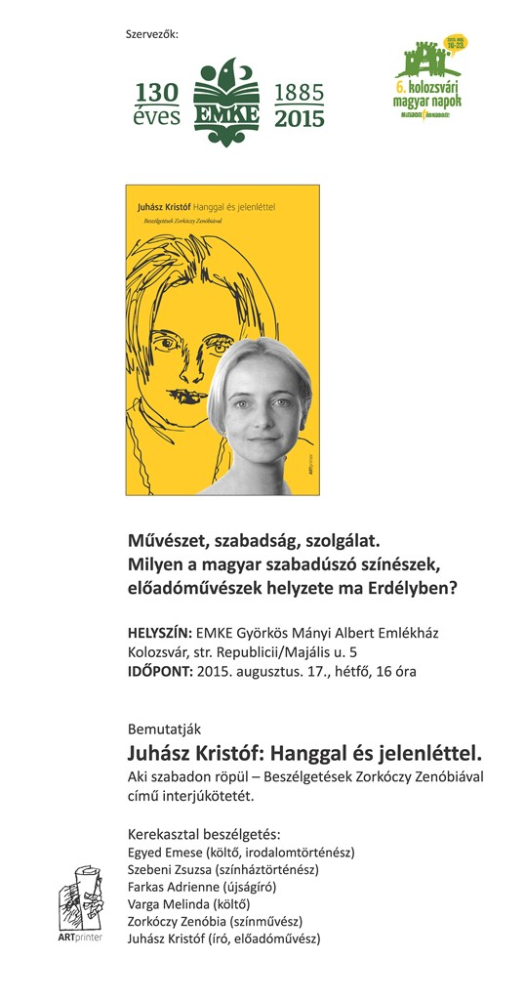 Szervezők:
130 éves
EMKE
1885
2015
6. kolozsvári
magyar napok
Juhász Kristóf Hanggal és jelenléttel
Beszélgetések Zorkóczy Zenóbiával
ARTprinter
Művészet, szabadság, szolgálat.
Milyen a magyar szabadúszó színészek,
előadóművészek helyzete ma Erdélyben?
HELYSZÍN: EMKE Györkös Mányi Albert Emlékház
Kolozsvár, str. Republicii/Majális u. 5
IDŐPONT: 2015. augusztus. 17., hétfő, 16 óra
Bemutatják
Juhász Kristóf: Hanggal és jelenléttel.
Aki szabadon röpül – Beszélgetések Zorkóczy Zenóbiával
című interjúkötetét.
Kerekasztal beszélgetés:
Egyed Emese (költő, irodalomtörténész)
Szebeni Zsuzsa (színháztörténész)
Farkas Adrienne (újságíró)
Varga Melinda (költő)
Zorkóczy Zenóbia (színművész)
Juhász Kristóf (író, előadóművész)
ARTprinter